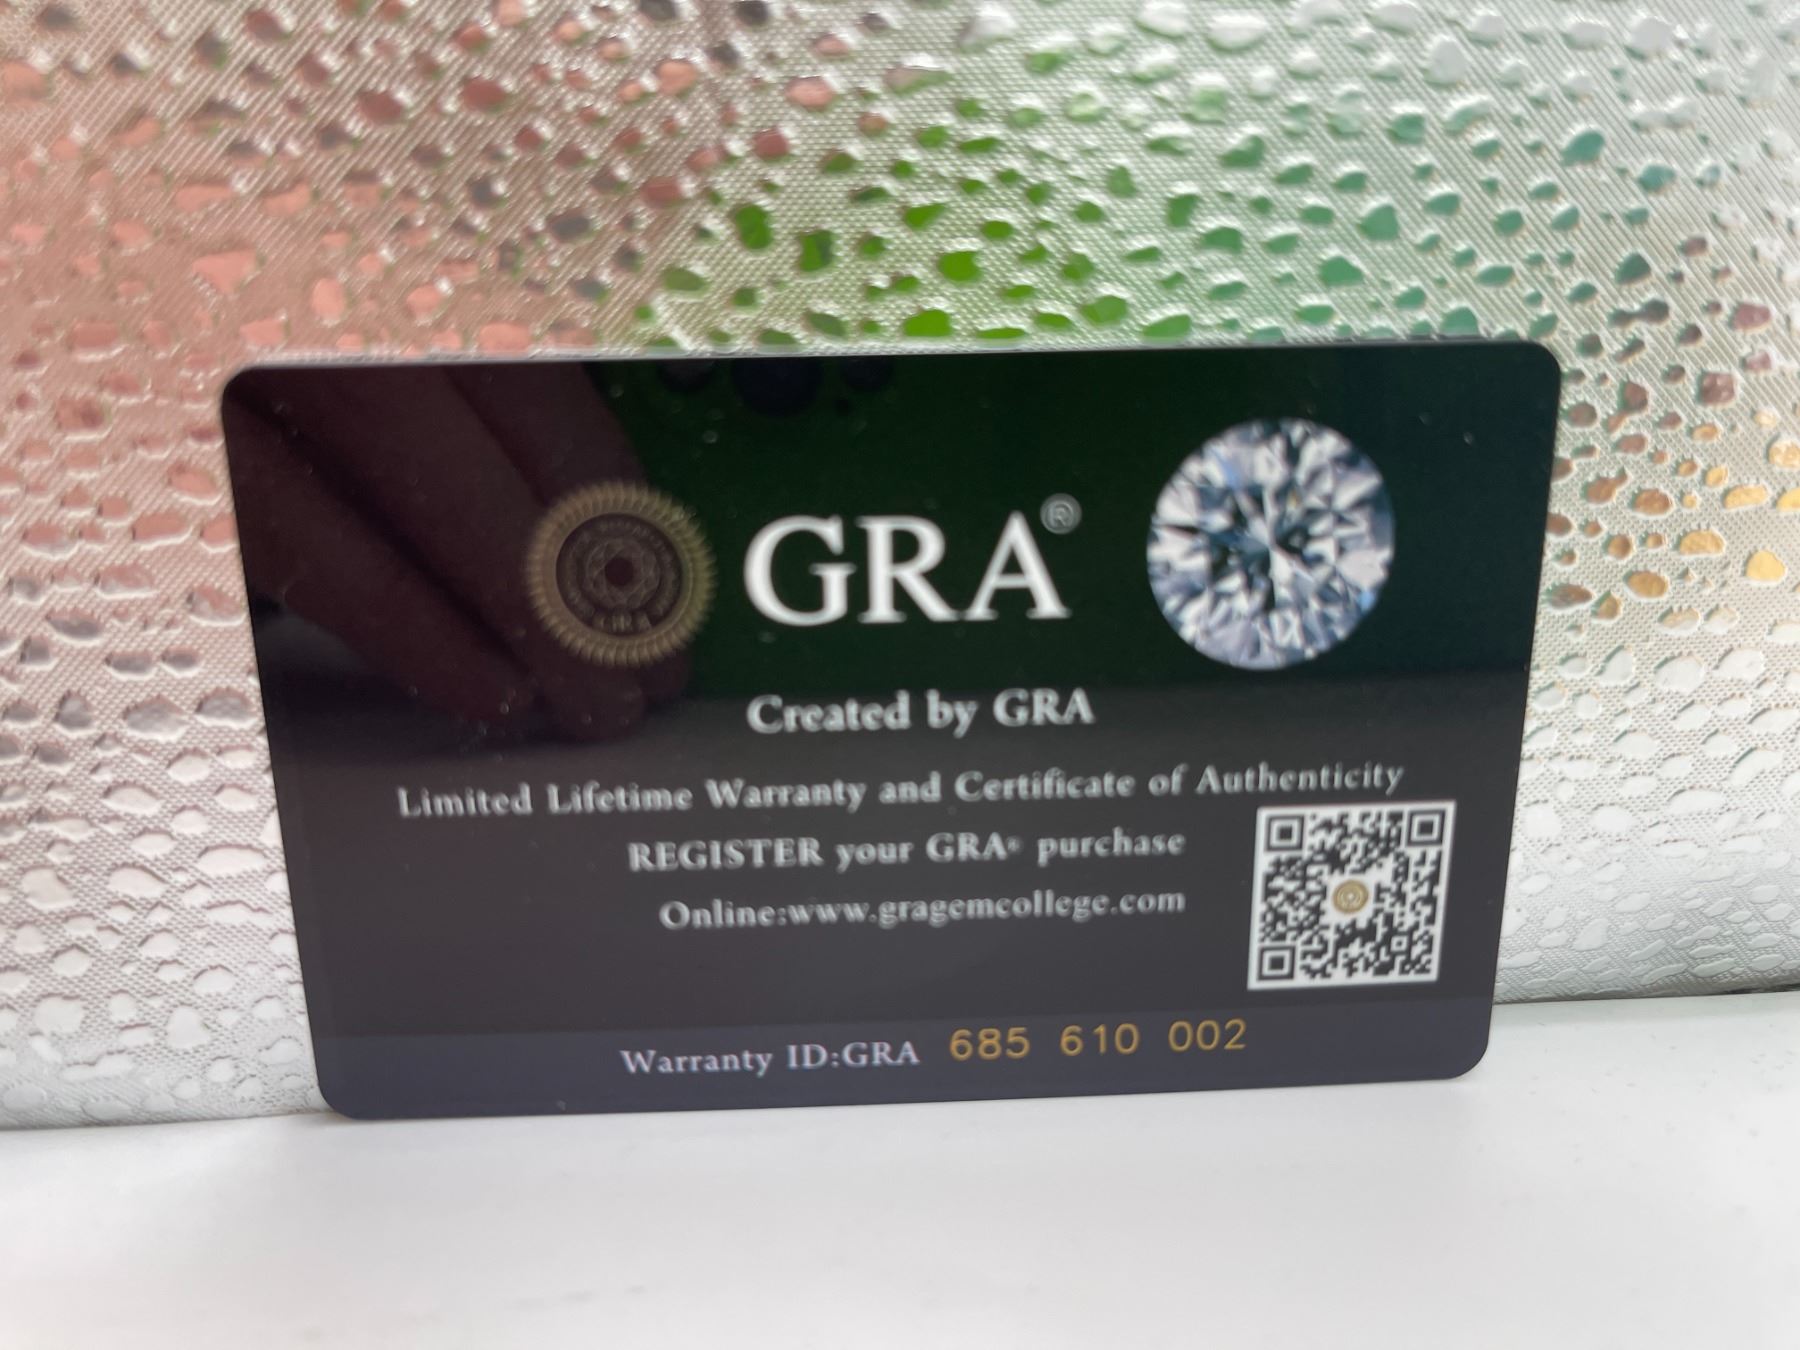 GRA®
GRA
Created by GRA
Limited Lifetime Warranty and Certificate of Authenticity
REGISTER your GRA® purchase
Online:www.gragemcollege.com
Warranty ID:GRA 685 610 002